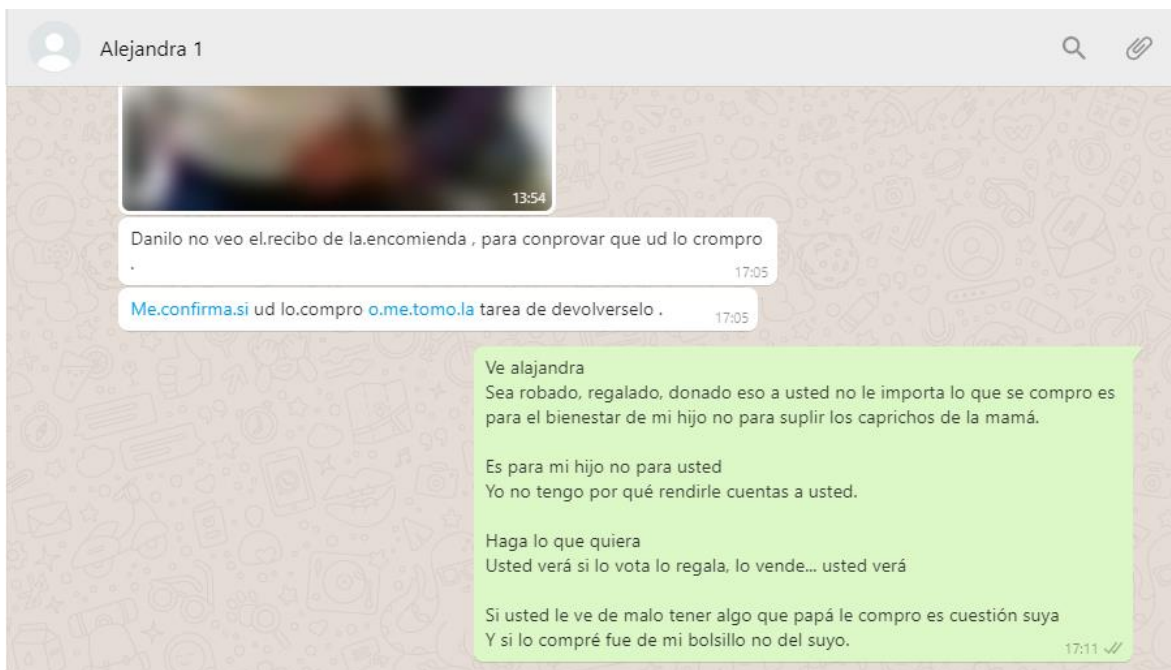 Alejandra 1
13:54
Danilo no veo el.recibo de la.encomienda , para conprovar que ud lo crompro
.
17:05
Me.confirma.si ud lo.compro o.me.tomo.la tarea de devolverselo .
17:05
Ve alajandra
Sea robado, regalado, donado eso a usted no le importa lo que se compro es
para el bienestar de mi hijo no para suplir los caprichos de la mamá.
Es para mi hijo no para usted
Yo no tengo por qué rendirle cuentas a usted.
Haga lo que quiera
Usted verá si lo vota lo regala, lo vende... usted verá
Si usted le ve de malo tener algo que papá le compro es cuestión suya
Y si lo compré fue de mi bolsillo no del suyo.
17:11